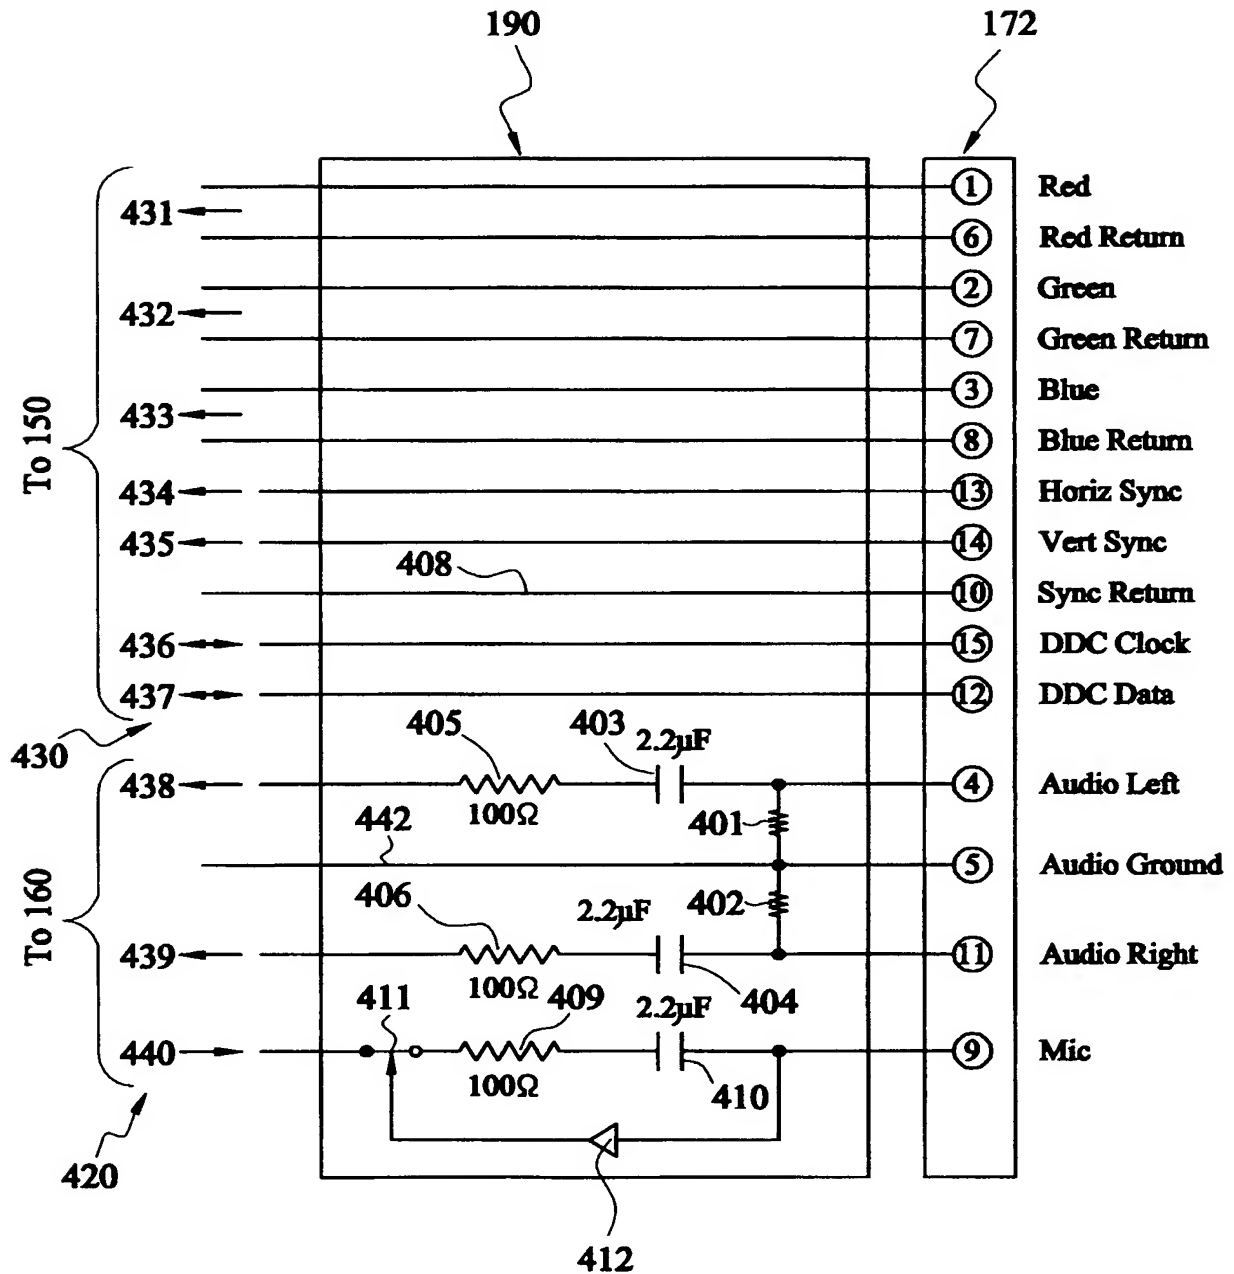 190
172
1 Red
431
6 Red Return
2 Green
432
7 Green Return
3 Blue
433
8 Blue Return
To 150
434 13 Horiz Sync
435 14 Vert Sync
408
10 Sync Return
436 15 DDC Clock
437 12 DDC Data
430
405 403 2.2µF
438 4 Audio Left
100Ω 401
442
5 Audio Ground
To 160
406 2.2µF 402
439 11 Audio Right
411 100Ω 409 2.2µF 404
440 9 Mic
100Ω 410
420
412